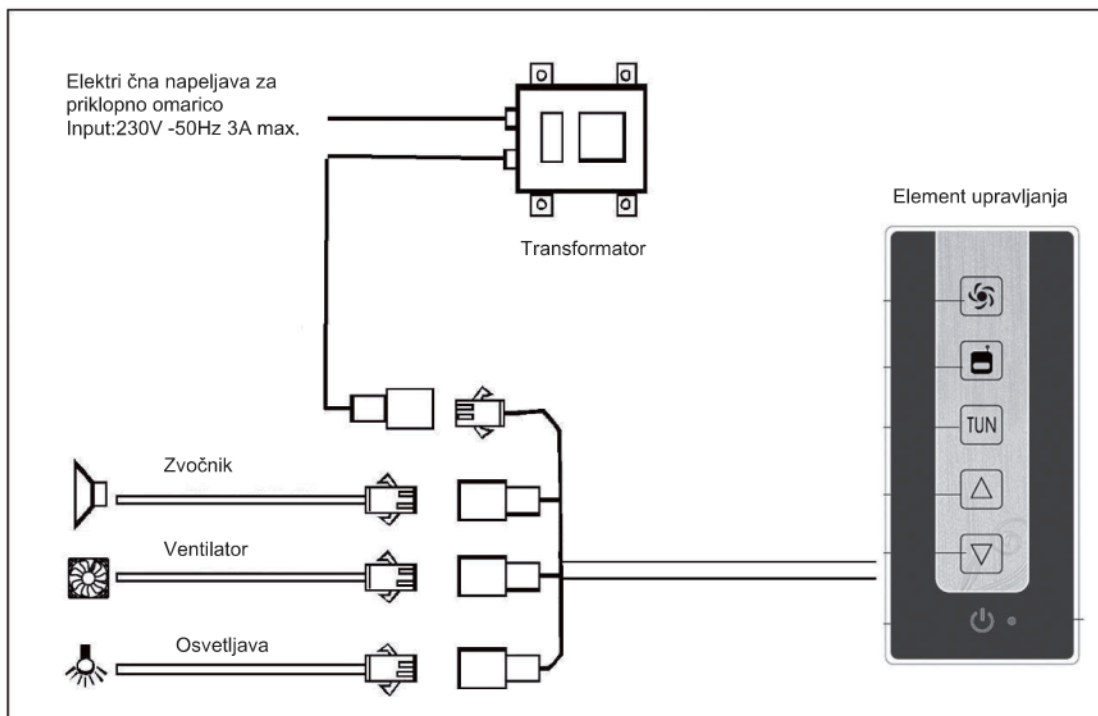 Elektri čna napeljava za
priklopno omarico
Input:230V -50Hz 3A max.
Transformator
Element upravljanja
TUN
Zvočnik
Ventilator
Osvetljava